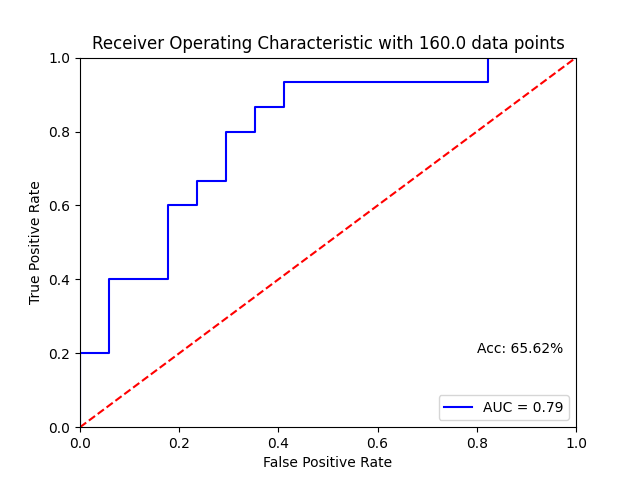 Receiver Operating Characteristic with 160.0 data points
1.0
0.8
0.6
0.4
0.2
0.0
True Positive Rate
Acc: 65.62%
AUC = 0.79
0.0 0.2 0.4 0.6 0.8 1.0
False Positive Rate